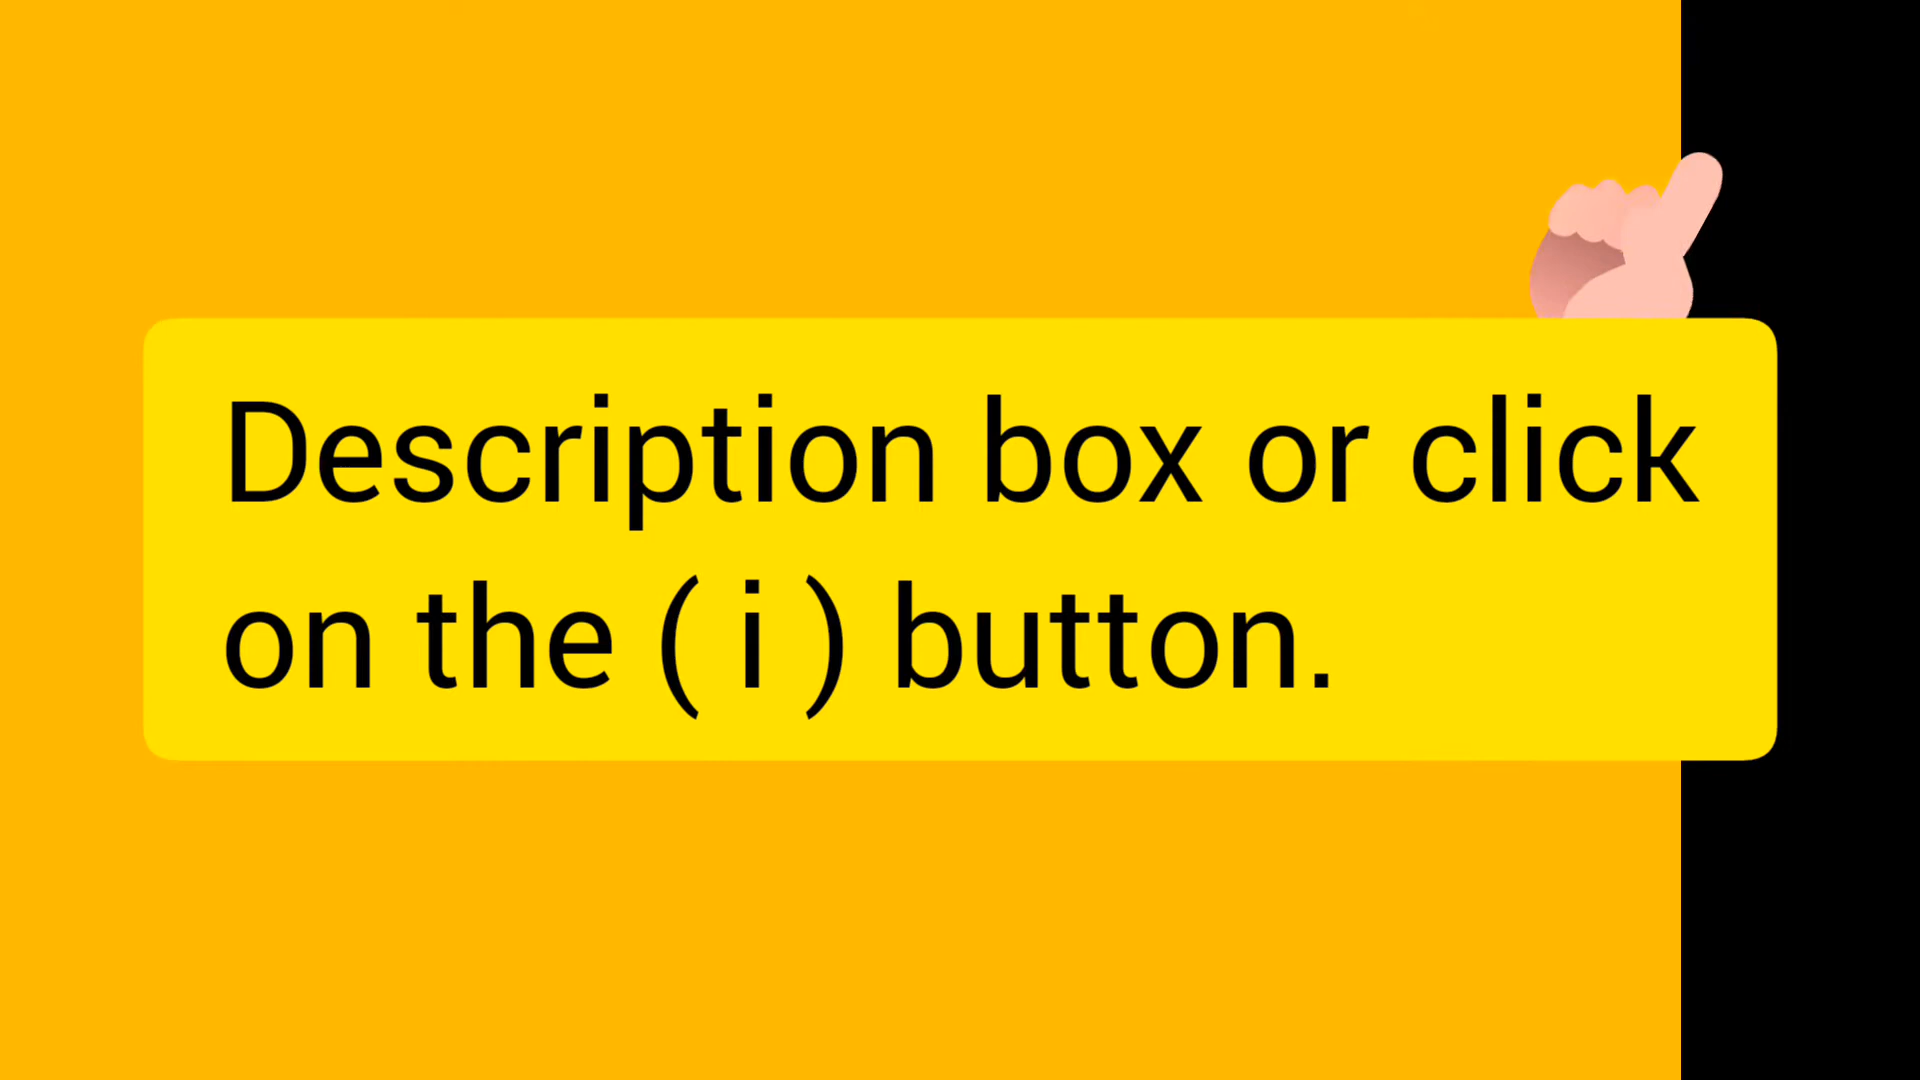 Description box or click
on the ( i ) button.